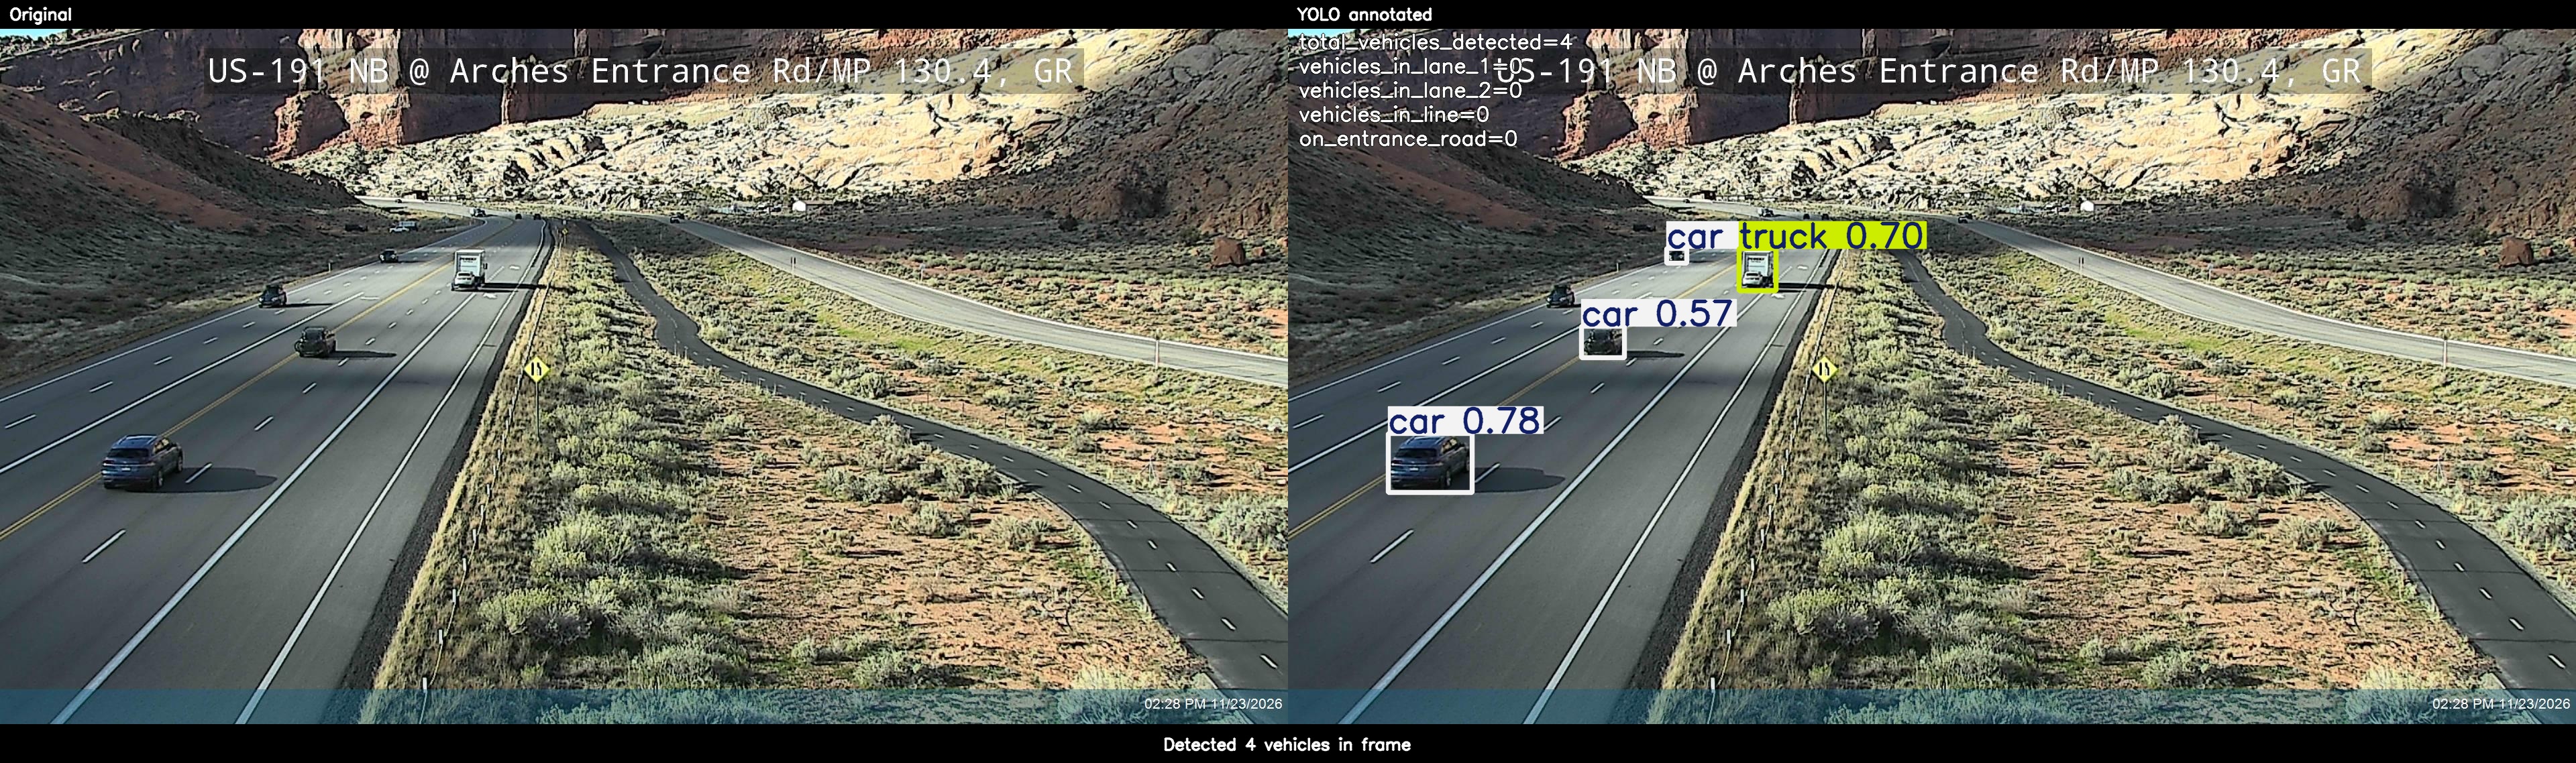 Original
US-191 NB @ Arches Entrance Rd/MP 130.4, GR
02:28 PM 11/23/2026
YOLO annotated
total_vehicles_detected=4
vehicles_in_lane_1=0
US-191 NB @ Arches Entrance Rd/MP 130.4, GR
vehicles_in_lane_2=0
vehicles_in_line=0
on_entrance_road=0
car
truck 0.70
car 0.57
car 0.78
02:28 PM 11/23/2026
Detected 4 vehicles in frame